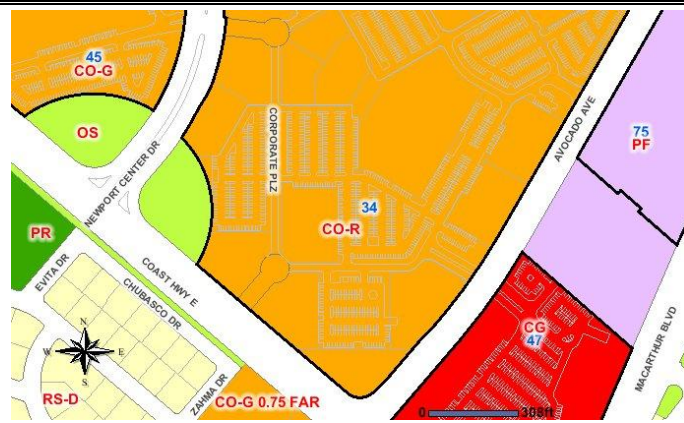 45
CO-G
OS
NEWPORT CENTER DR
CORPORATE PLZ
AVOCADO AVE
75
PF
34
CO-R
PR
EVITA DR
COAST HWY E
CHUBASCO DR
N
W
E
S
CG
47
MACARTHUR BLVD
RS-D
ZAHMA DR
CO-G 0.75 FAR
0
308ft